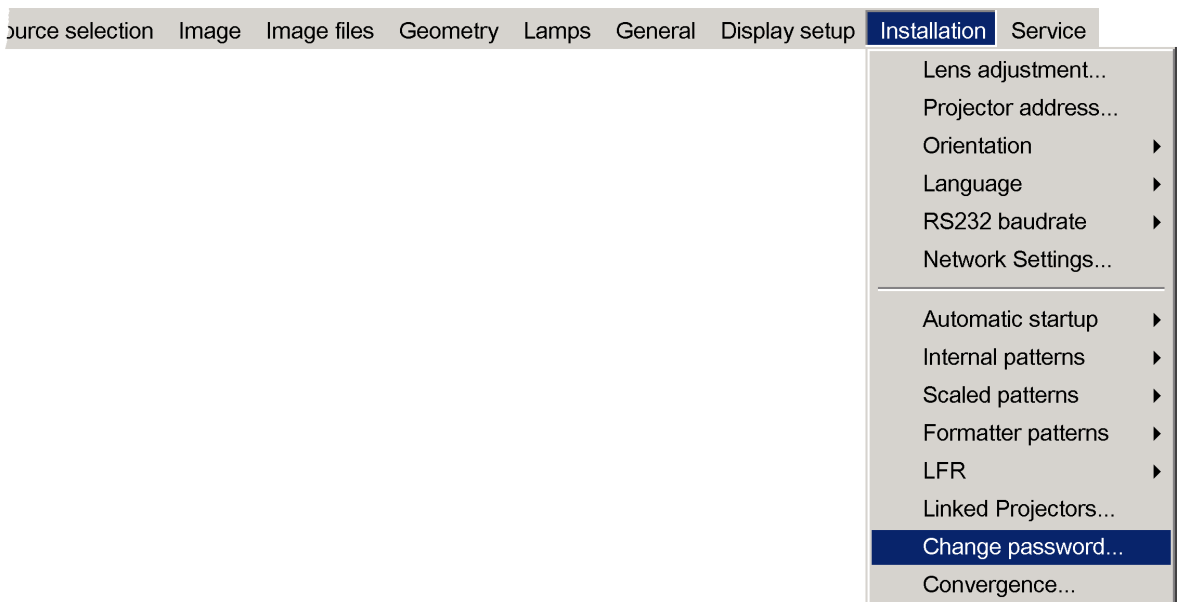 ource selection Image Image files Geometry Lamps General Display setup Installation Service
Lens adjustment...
Projector address...
Orientation
Language
RS232 baudrate
Network Settings...
Automatic startup
Internal patterns
Scaled patterns
Formatter patterns
LFR
Linked Projectors...
Change password...
Convergence...